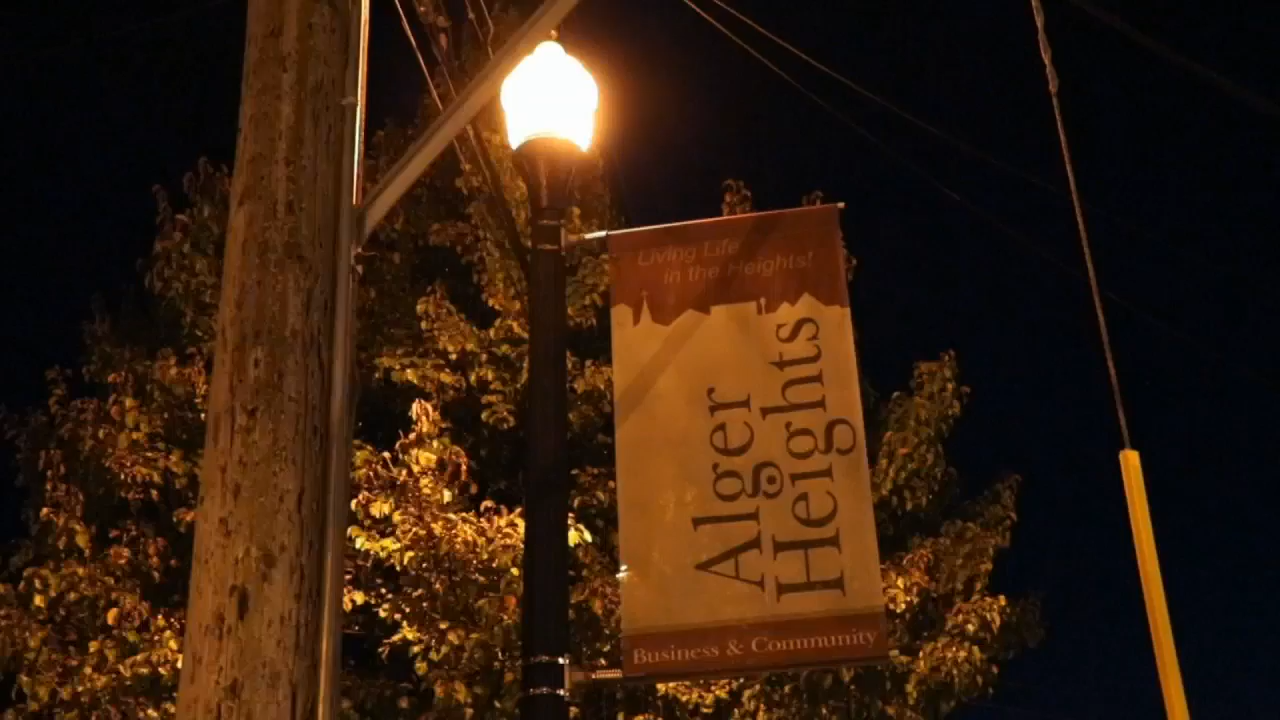 Living Life
in the Heights!
Alger
Heights
Business & Community